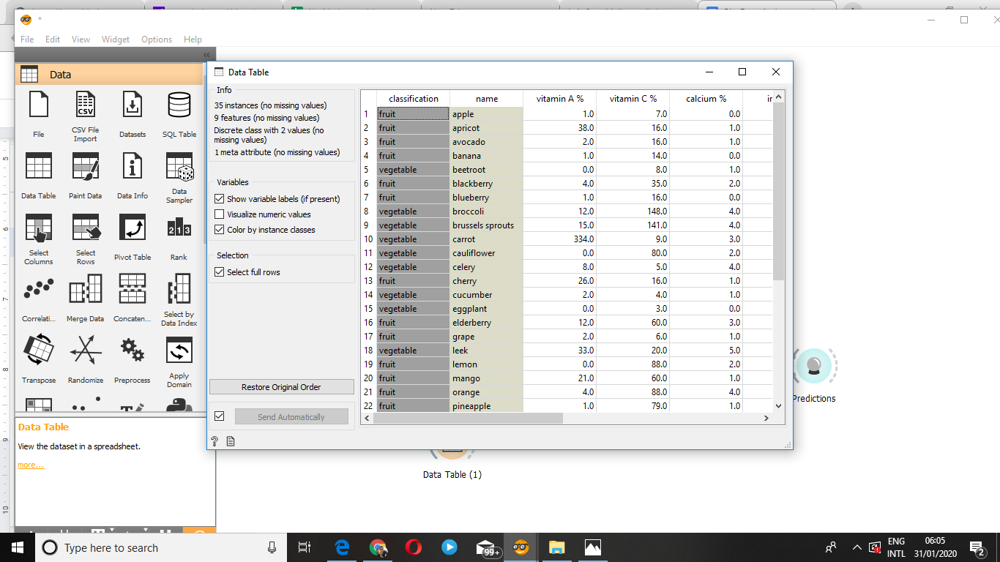 *
File Edit View Widget Options Help
Data
File
CSV File
Import
Datasets
SQL Table
Data Table
Paint Data
Data Info
Data
Sampler
Select
Columns
Select
Rows
Pivot Table
Rank
Correlati...
Merge Data
Concaten...
Select by
Data Index
Transpose
Randomize
Preprocess
Apply
Domain
Data Table
View the dataset in a spreadsheet.
more...
Data Table
Info
35 instances (no missing values)
9 features (no missing values)
Discrete class with 2 values (no
missing values)
1 meta attribute (no missing values)
Variables
Show variable labels (if present)
Visualize numeric values
Color by instance classes
Selection
Select full rows
Restore Original Order
Send Automatically
classification name vitamin A % vitamin C % calcium %
1 fruit apple 1.0 7.0 0.0
2 fruit apricot 38.0 16.0 1.0
3 fruit avocado 2.0 16.0 1.0
4 fruit banana 1.0 14.0 0.0
5 vegetable beetroot 0.0 8.0 1.0
6 fruit blackberry 4.0 35.0 2.0
7 fruit blueberry 1.0 16.0 0.0
8 vegetable broccoli 12.0 148.0 4.0
9 vegetable brussels sprouts 15.0 141.0 4.0
10 vegetable carrot 334.0 9.0 3.0
11 vegetable cauliflower 0.0 80.0 2.0
12 vegetable celery 8.0 5.0 4.0
13 fruit cherry 26.0 16.0 1.0
14 vegetable cucumber 2.0 4.0 1.0
15 vegetable eggplant 0.0 3.0 0.0
16 fruit elderberry 12.0 60.0 3.0
17 fruit grape 2.0 6.0 1.0
18 vegetable leek 33.0 20.0 5.0
19 fruit lemon 0.0 88.0 2.0
20 fruit mango 21.0 60.0 1.0
21 fruit orange 4.0 88.0 4.0
22 fruit pineapple 1.0 79.0 1.0
Predictions
Data Table (1)
5
6
7
8
9
10
Type here to search
99+
ENG
INTL
06:05
31/01/2020
2